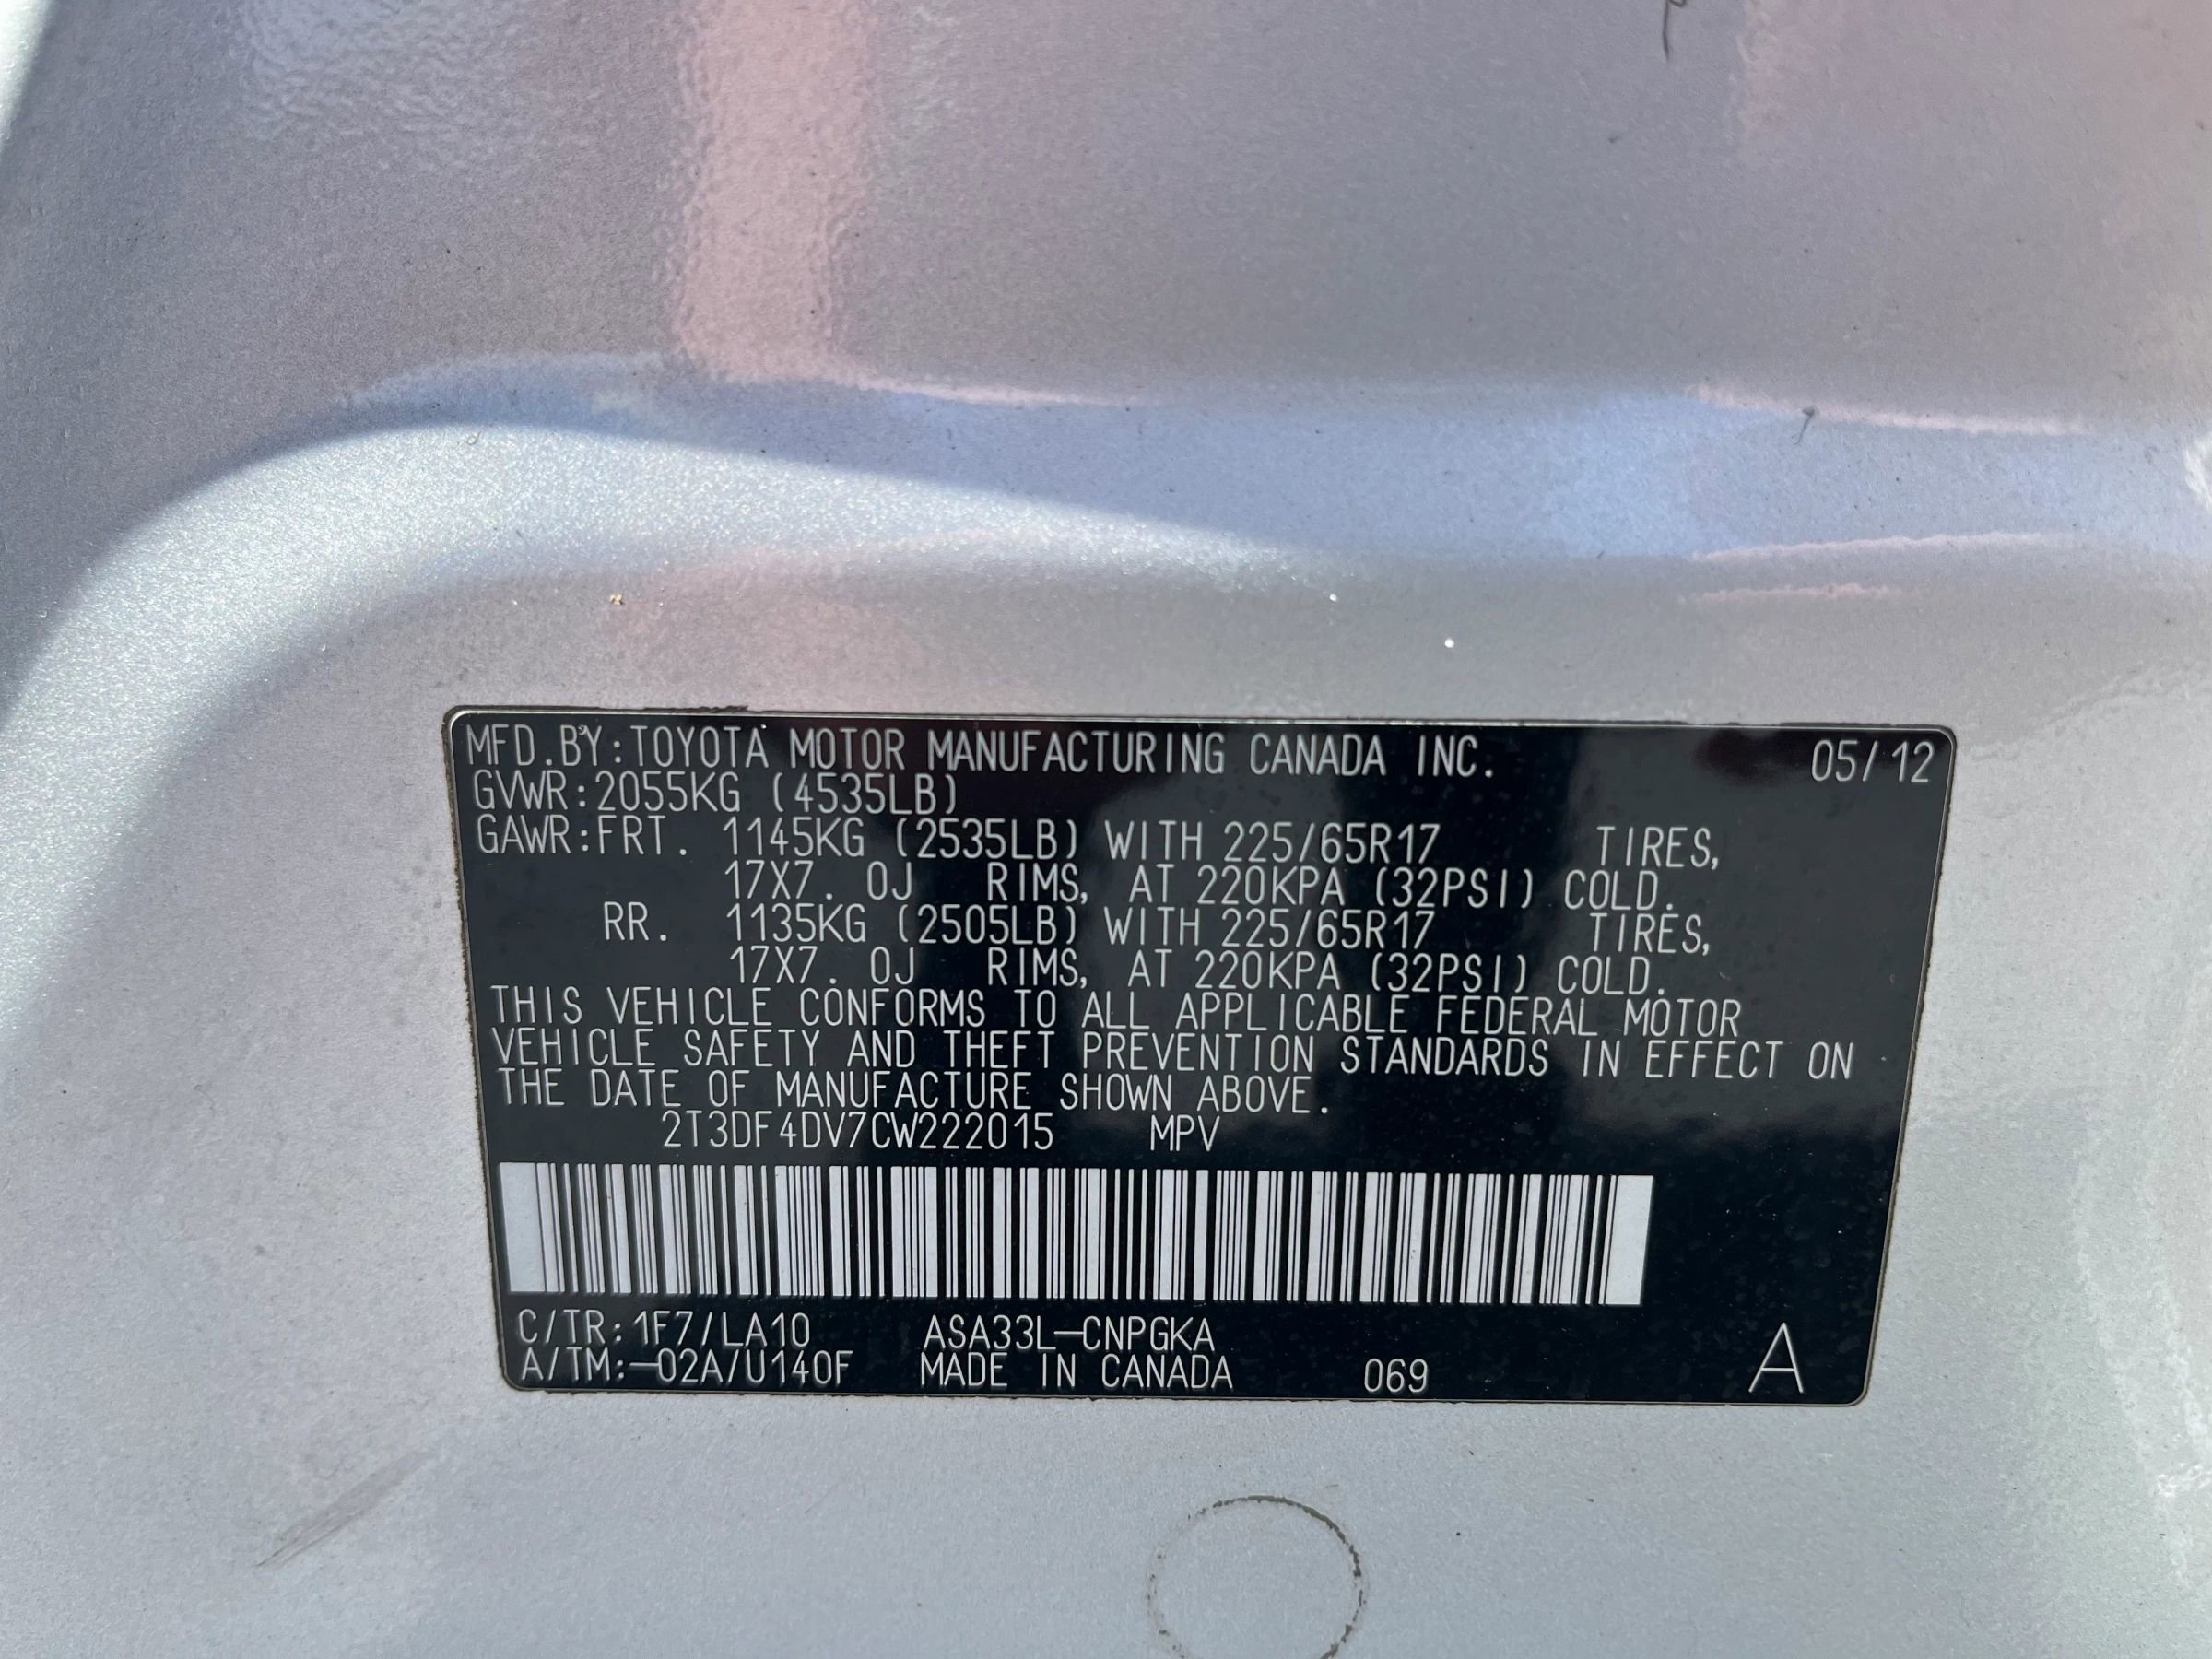 MFD.BY:TOYOTA MOTOR MANUFACTURING CANADA INC. 05/12
GVWR:2055KG (4535LB)
GAWR:FRT. 1145KG (2535LB) WITH 225/65R17 TIRES,
17X7.0J RIMS, AT 220KPA (32PSI) COLD.
RR. 1135KG (2505LB) WITH 225/65R17 TIRES,
17X7.0J RIMS, AT 220KPA (32PSI) COLD.
THIS VEHICLE CONFORMS TO ALL APPLICABLE FEDERAL MOTOR
VEHICLE SAFETY AND THEFT PREVENTION STANDARDS IN EFFECT ON
THE DATE OF MANUFACTURE SHOWN ABOVE.
2T3DF4DV7CW222015 MPV
C/TR:1F7/LA10 ASA33L-CNPGKA
A/TM:-02A/U140F MADE IN CANADA 069 A